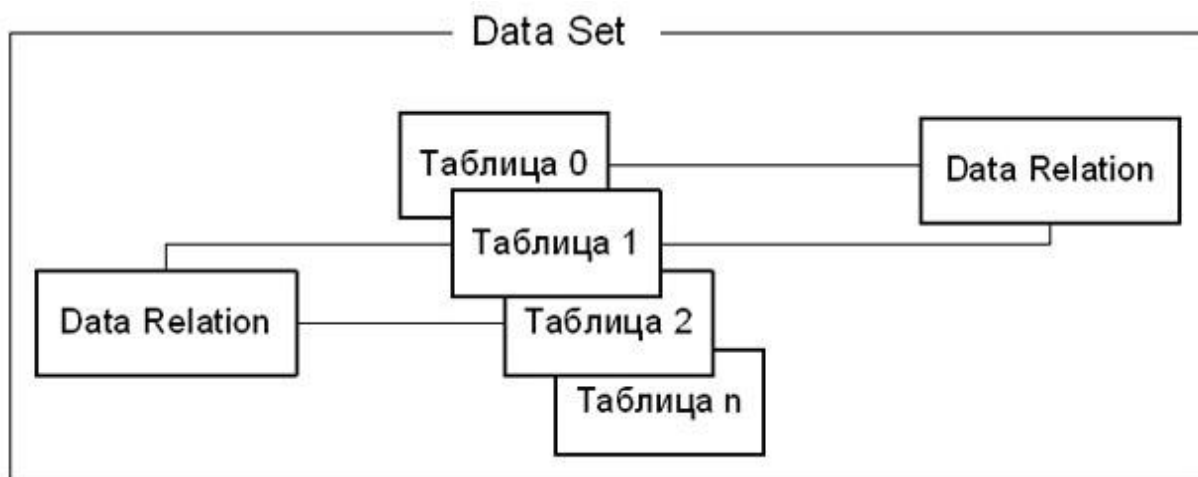 Data Set
Таблица 0
Data Relation
Таблица 1
Data Relation
Таблица 2
Таблица n